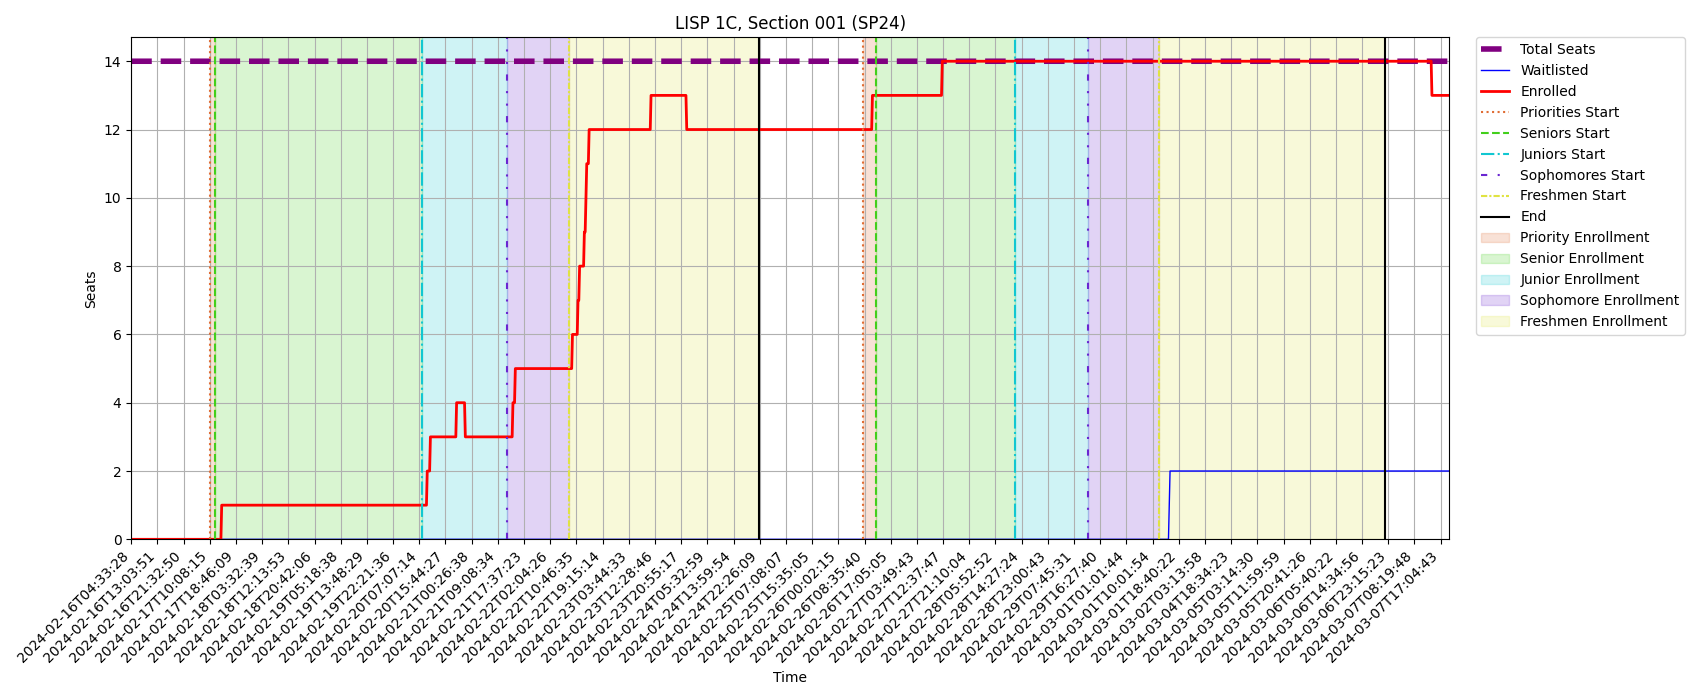 LISP 1C, Section 001 (SP24)
14
12
10
8
6
4
2
0
Seats
2024-02-16T04:33:28
2024-02-16T13:03:51
2024-02-16T21:32:50
2024-02-17T10:08:15
2024-02-17T18:46:09
2024-02-18T03:32:39
2024-02-18T12:13:53
2024-02-18T20:42:06
2024-02-19T05:18:38
2024-02-19T13:48:29
2024-02-19T22:21:36
2024-02-20T07:07:14
2024-02-20T15:44:27
2024-02-21T00:26:38
2024-02-21T09:08:34
2024-02-21T17:37:23
2024-02-22T02:04:26
2024-02-22T10:46:35
2024-02-22T19:15:14
2024-02-23T03:44:33
2024-02-23T12:28:46
2024-02-23T20:55:17
2024-02-24T05:32:59
2024-02-24T13:59:54
2024-02-24T22:26:09
2024-02-25T07:08:07
2024-02-25T15:35:05
2024-02-26T00:02:15
2024-02-26T08:35:40
2024-02-26T17:05:05
2024-02-27T03:49:43
2024-02-27T12:37:47
2024-02-27T21:10:04
2024-02-28T05:52:52
2024-02-28T14:27:24
2024-02-28T23:00:43
2024-02-29T07:45:31
2024-02-29T16:27:40
2024-03-01T01:01:44
2024-03-01T10:01:54
2024-03-01T18:40:22
2024-03-02T03:13:58
2024-03-04T18:34:23
2024-03-05T03:14:30
2024-03-05T11:59:59
2024-03-05T20:41:26
2024-03-06T05:40:22
2024-03-06T14:34:56
2024-03-06T23:15:23
2024-03-07T08:19:48
2024-03-07T17:04:43
Time
Total Seats
Waitlisted
Enrolled
Priorities Start
Seniors Start
Juniors Start
Sophomores Start
Freshmen Start
End
Priority Enrollment
Senior Enrollment
Junior Enrollment
Sophomore Enrollment
Freshmen Enrollment